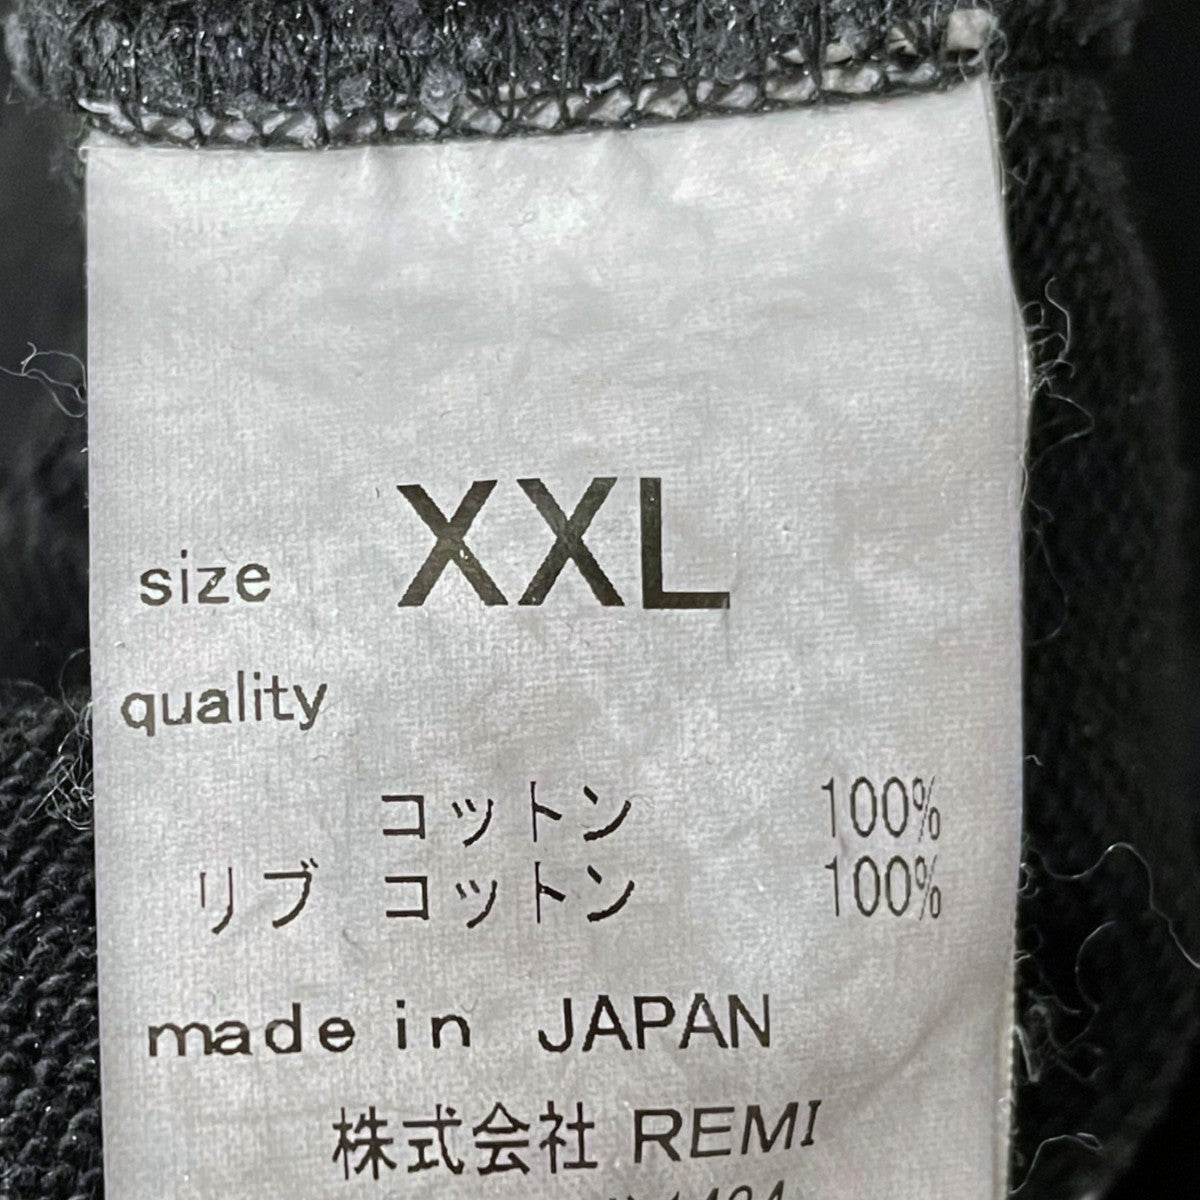 size XXL
quality
コットン 100%
リブ コットン 100%
made in JAPAN
株式会社 REMI